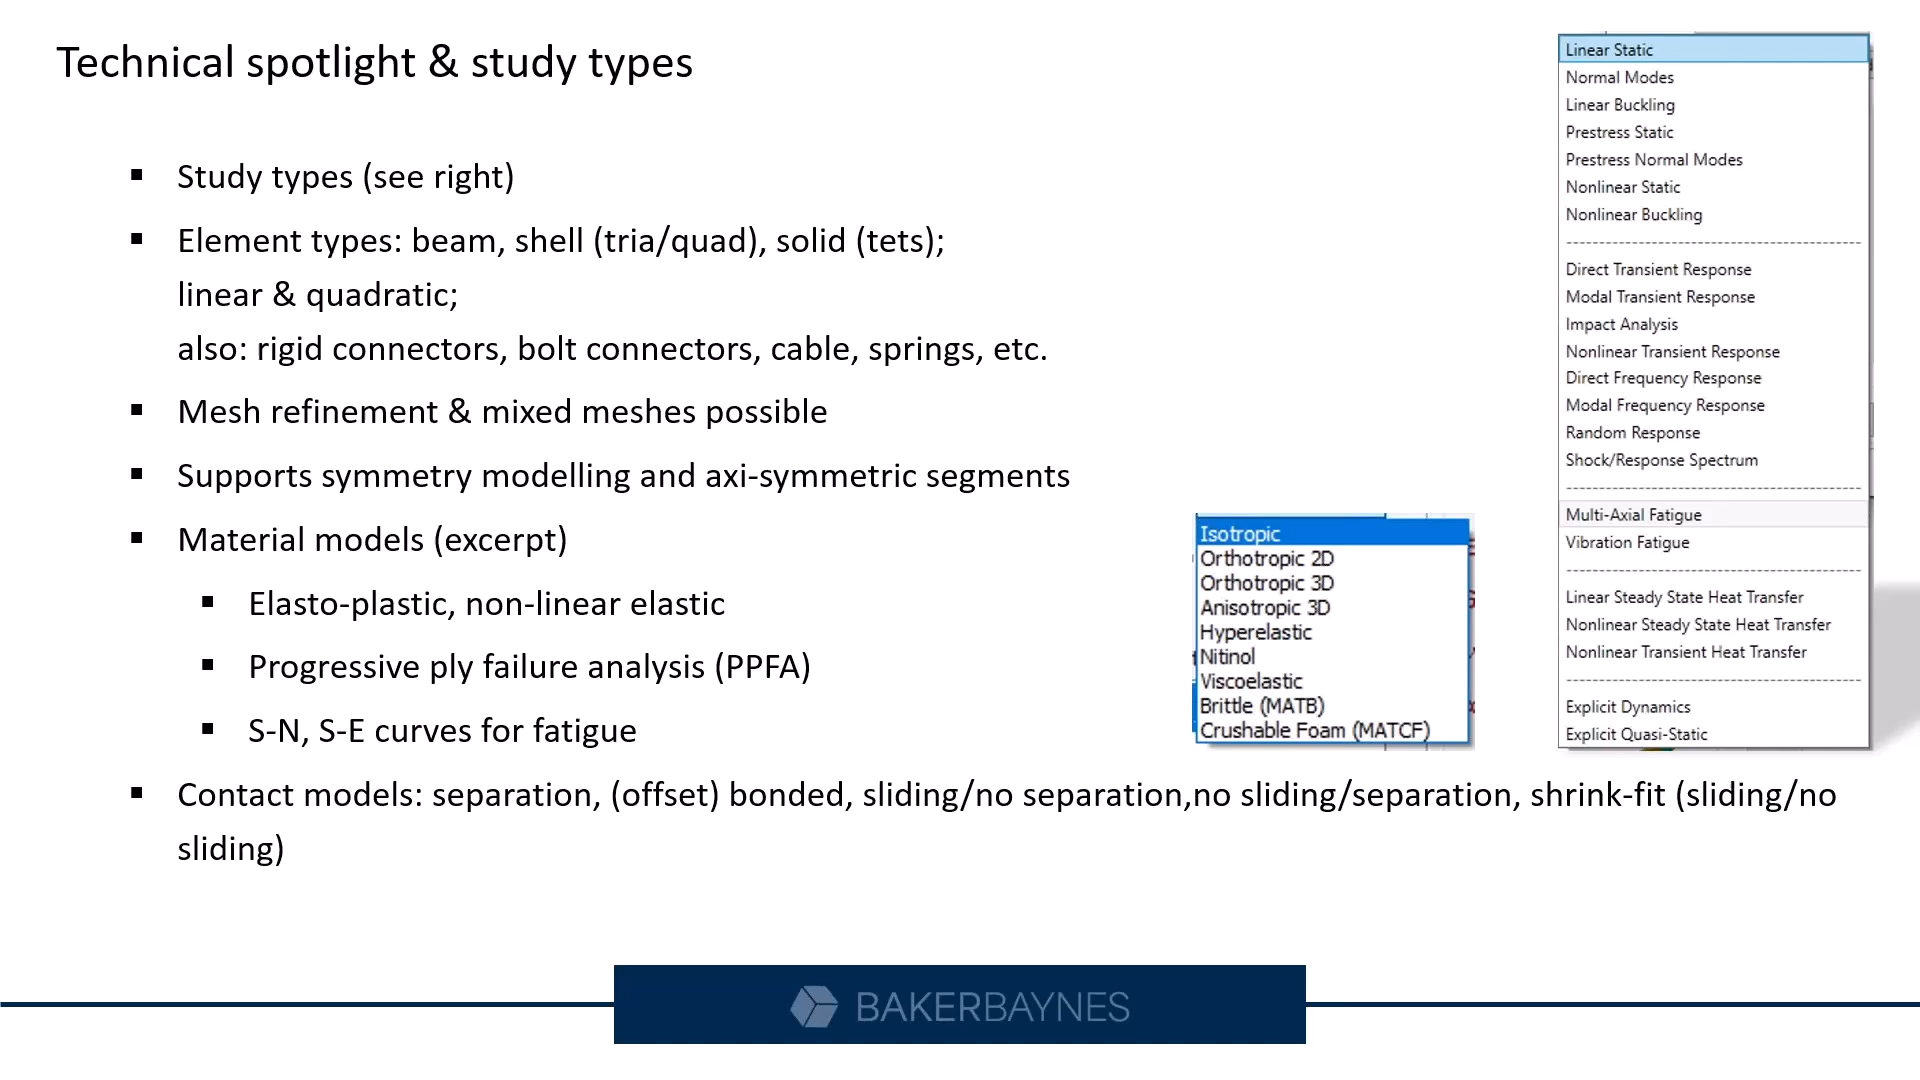 Technical spotlight & study types
▪ Study types (see right)
▪ Element types: beam, shell (tria/quad), solid (tets);
linear & quadratic;
also: rigid connectors, bolt connectors, cable, springs, etc.
▪ Mesh refinement & mixed meshes possible
▪ Supports symmetry modelling and axi-symmetric segments
▪ Material models (excerpt)
▪ Elasto-plastic, non-linear elastic
▪ Progressive ply failure analysis (PPFA)
▪ S-N, S-E curves for fatigue
▪ Contact models: separation, (offset) bonded, sliding/no separation,no sliding/separation, shrink-fit (sliding/no
sliding)
Isotropic
Orthotropic 2D
Orthotropic 3D
Anisotropic 3D
Hyperelastic
Nitinol
Viscoelastic
Brittle (MATB)
Crushable Foam (MATCF)
Linear Static
Normal Modes
Linear Buckling
Prestress Static
Prestress Normal Modes
Nonlinear Static
Nonlinear Buckling
Direct Transient Response
Modal Transient Response
Impact Analysis
Nonlinear Transient Response
Direct Frequency Response
Modal Frequency Response
Random Response
Shock/Response Spectrum
Multi-Axial Fatigue
Vibration Fatigue
Linear Steady State Heat Transfer
Nonlinear Steady State Heat Transfer
Nonlinear Transient Heat Transfer
Explicit Dynamics
Explicit Quasi-Static
BAKERBAYNES